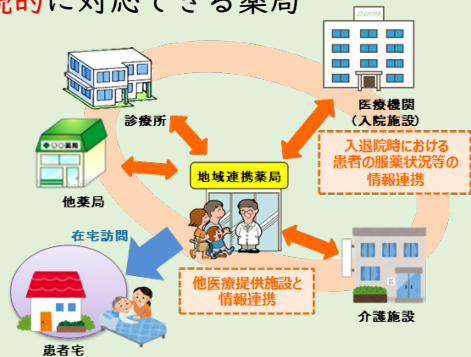 的に対応できる薬局
診療所
医療機関
（入院施設）
○○薬局
他薬局
地域連携薬局
入退院時における
患者の服薬状況等の
情報連携
在宅訪問
他医療提供施設と
情報連携
介護施設
患者宅